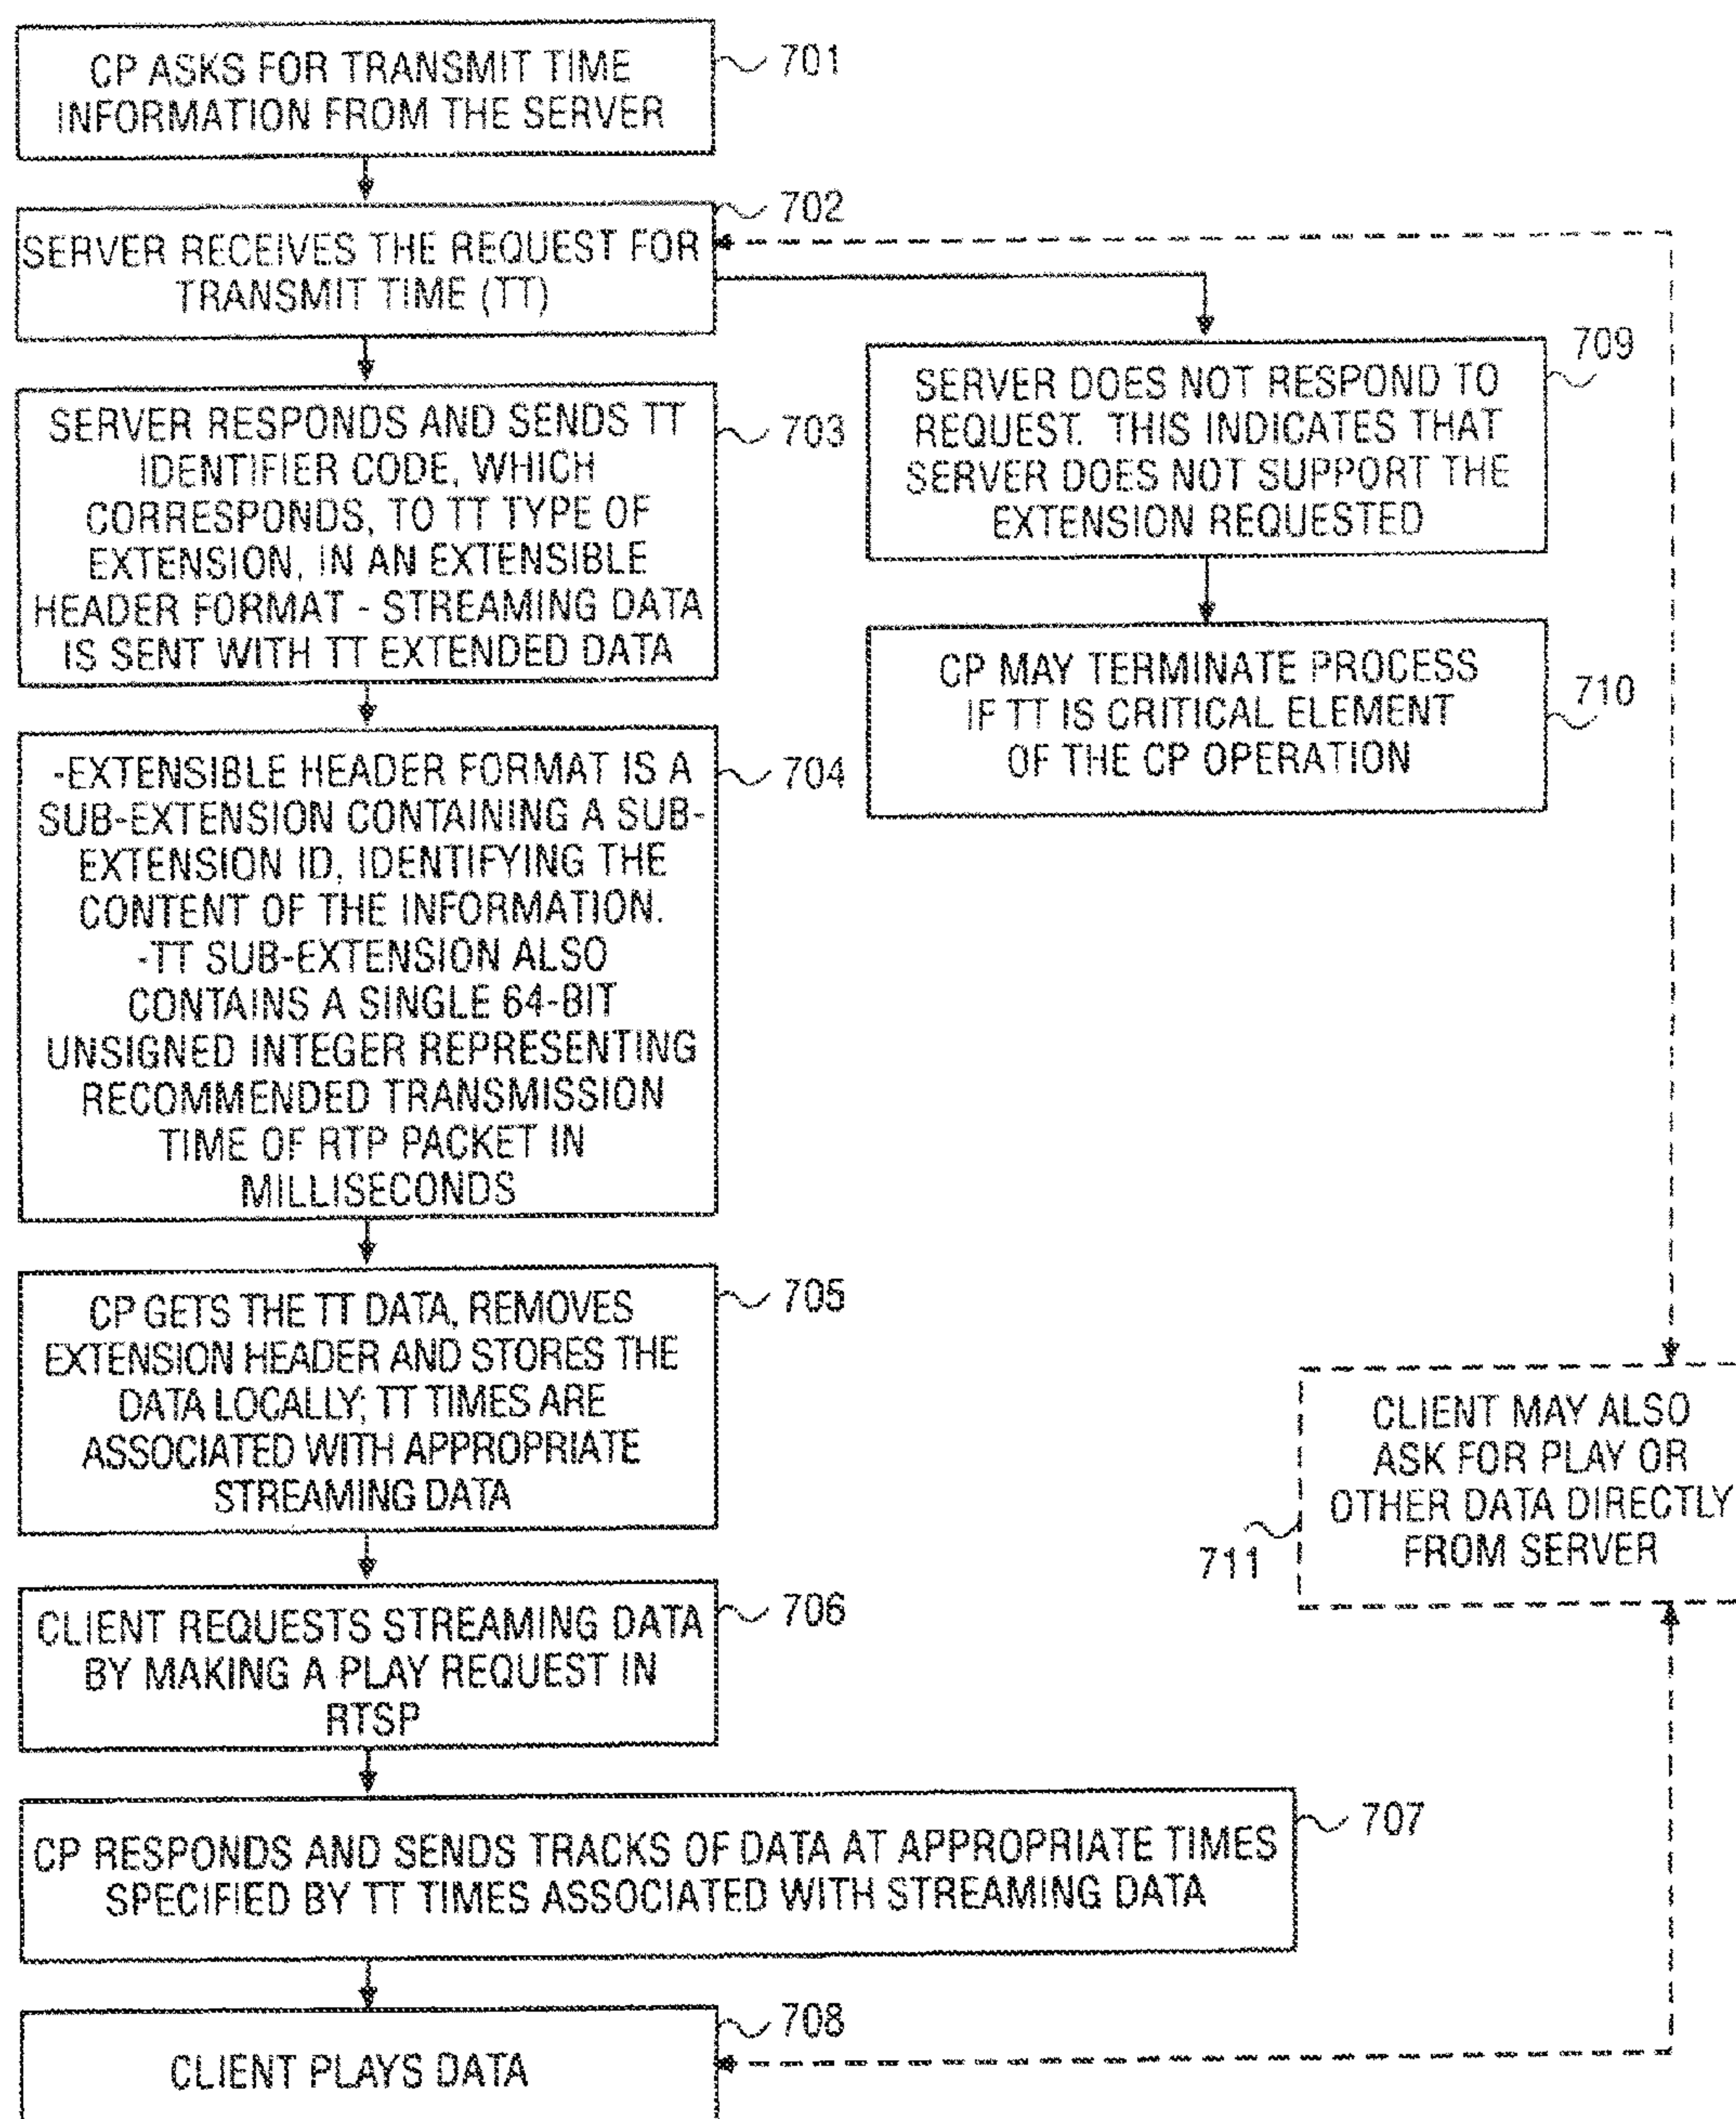 CP ASKS FOR TRANSMIT TIME
INFORMATION FROM THE SERVER
701
SERVER RECEIVES THE REQUEST FOR
TRANSMIT TIME (TT)
702
SERVER RESPONDS AND SENDS TT
IDENTIFIER CODE, WHICH
CORRESPONDS, TO TT TYPE OF
EXTENSION, IN AN EXTENSIBLE
HEADER FORMAT - STREAMING DATA
IS SENT WITH TT EXTENDED DATA
703
SERVER DOES NOT RESPOND TO
REQUEST. THIS INDICATES THAT
SERVER DOES NOT SUPPORT THE
EXTENSION REQUESTED
709
CP MAY TERMINATE PROCESS
IF TT IS CRITICAL ELEMENT
OF THE CP OPERATION
710
-EXTENSIBLE HEADER FORMAT IS A
SUB-EXTENSION CONTAINING A SUB-
EXTENSION ID, IDENTIFYING THE
CONTENT OF THE INFORMATION.
-TT SUB-EXTENSION ALSO
CONTAINS A SINGLE 64-BIT
UNSIGNED INTEGER REPRESENTING
RECOMMENDED TRANSMISSION
TIME OF RTP PACKET IN
MILLISECONDS
704
CP GETS THE TT DATA, REMOVES
EXTENSION HEADER AND STORES THE
DATA LOCALLY; TT TIMES ARE
ASSOCIATED WITH APPROPRIATE
STREAMING DATA
705
CLIENT MAY ALSO
ASK FOR PLAY OR
OTHER DATA DIRECTLY
FROM SERVER
711
CLIENT REQUESTS STREAMING DATA
BY MAKING A PLAY REQUEST IN
RTSP
706
CP RESPONDS AND SENDS TRACKS OF DATA AT APPROPRIATE TIMES
SPECIFIED BY TT TIMES ASSOCIATED WITH STREAMING DATA
707
CLIENT PLAYS DATA
708